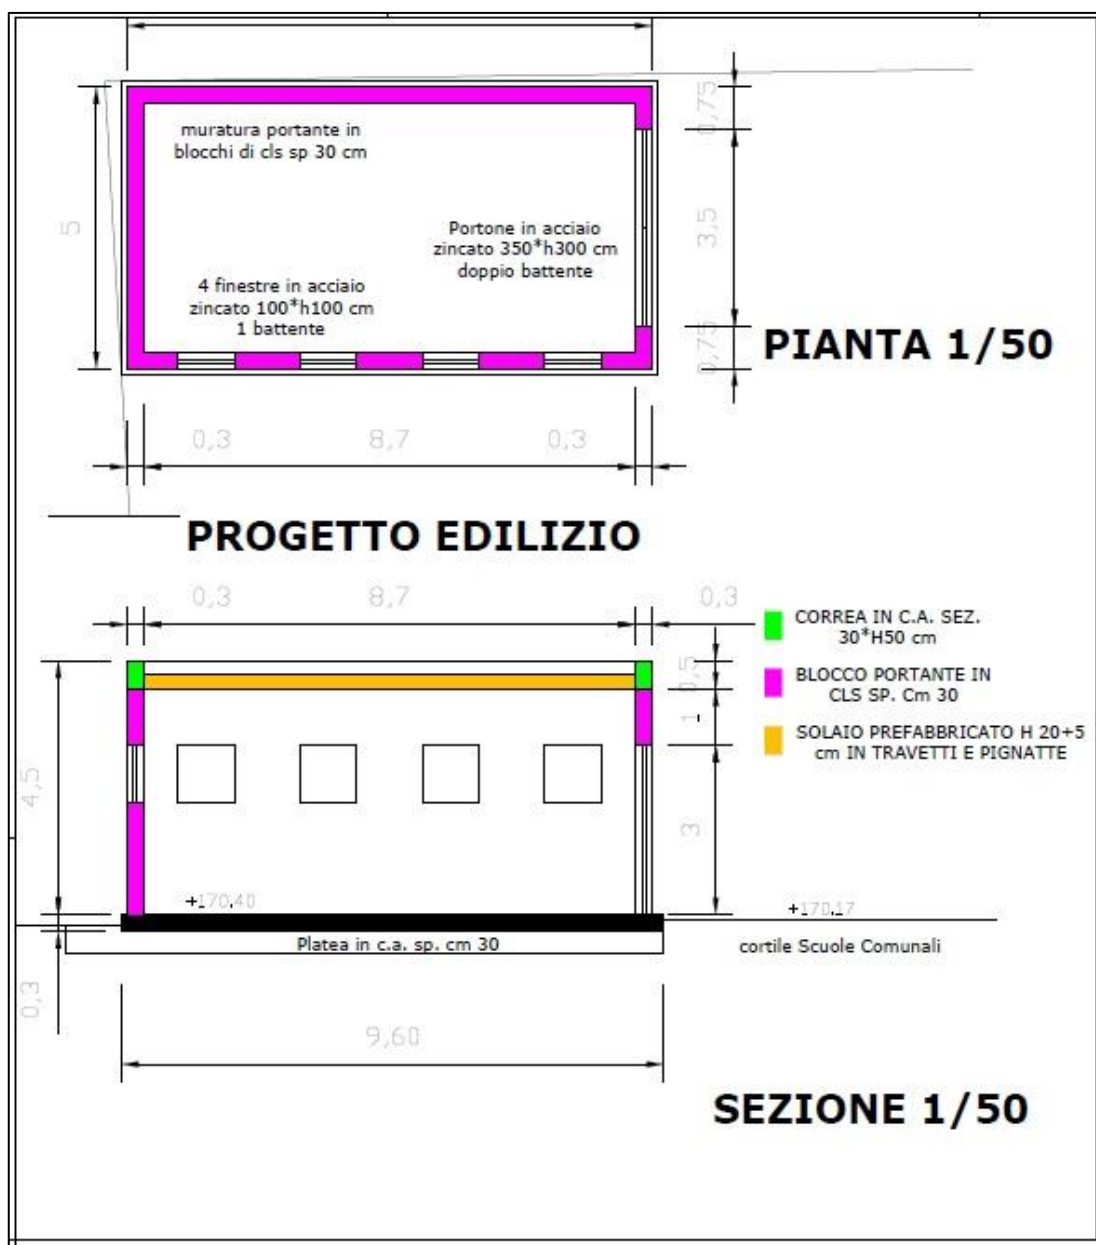 0,75
muratura portante in
blocchi di cls sp 30 cm
5
3,5
Portone in acciaio
zincato 350*h300 cm
doppio battente
4 finestre in acciaio
zincato 100*h100 cm
1 battente
0,75
PIANTA 1/50
0,3 8,7 0,3
PROGETTO EDILIZIO
0,3 8,7 0,3
CORREA IN C.A. SEZ.
30*H50 cm
0,5
BLOCCO PORTANTE IN
CLS SP. Cm 30
1
SOLAIO PREFABBRICATO H 20+5
cm IN TRAVETTI E PIGNATTE
4,5
3
+170.40
+170.17
Platea in c.a. sp. cm 30
cortile Scuole Comunali
0,3
9,60
SEZIONE 1/50